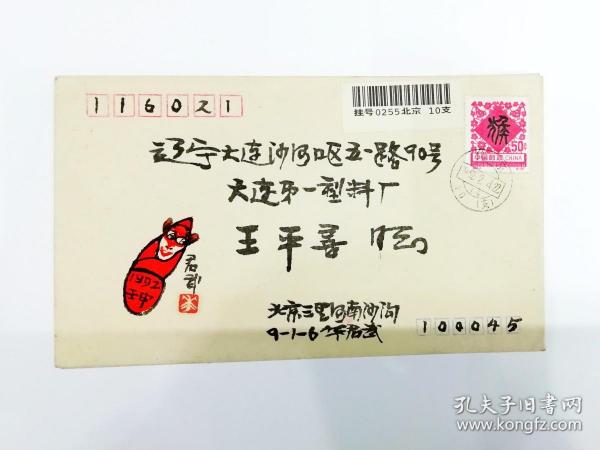 116021
挂号0255北京 10支
猴
50分
中国邮政 CHINA
辽宁大连沙河口区五一路90号
大连第一塑料厂
王平喜
君武
1992
壬申
北京三里河南沙沟
9-1-6 华君武
100045
孔夫子旧书网
www.kongfz.com